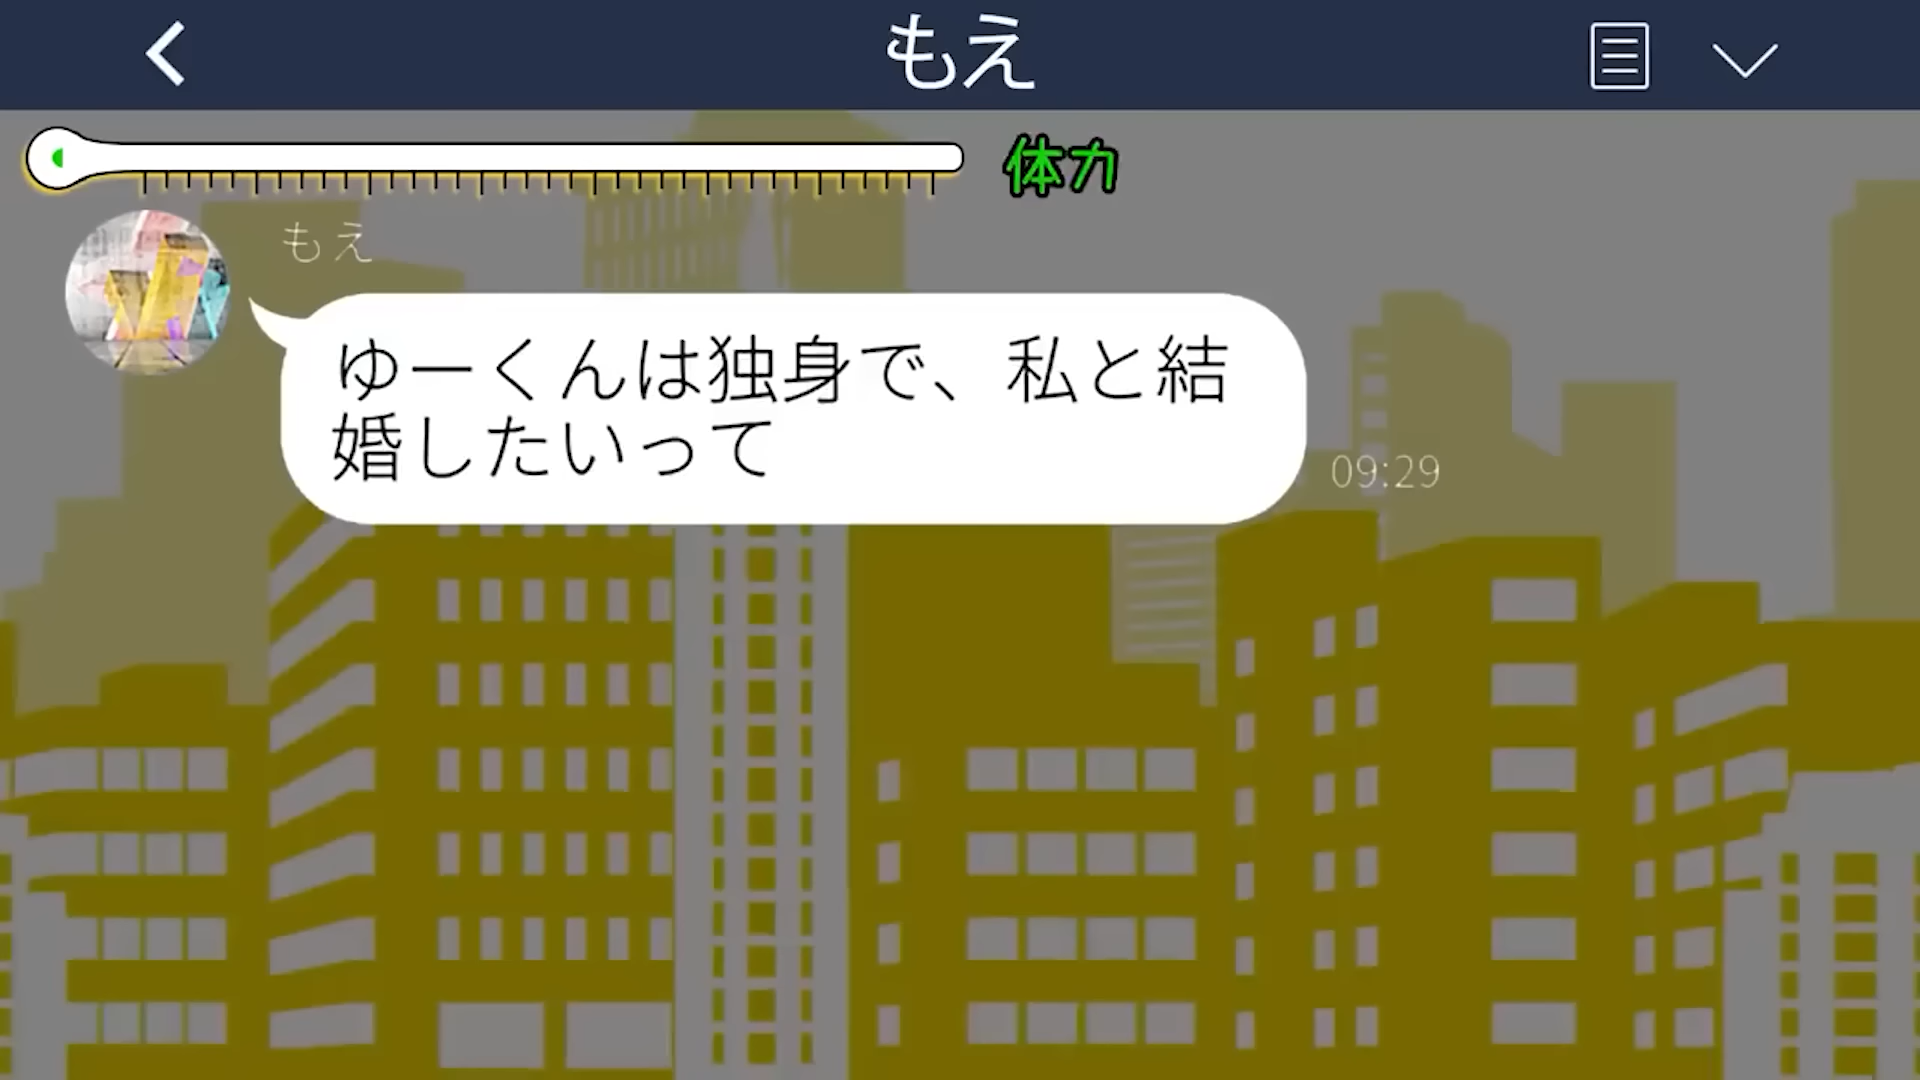 もえ
体力
もえ
ゆーくんは独身で、私と結
婚したいって
09:29